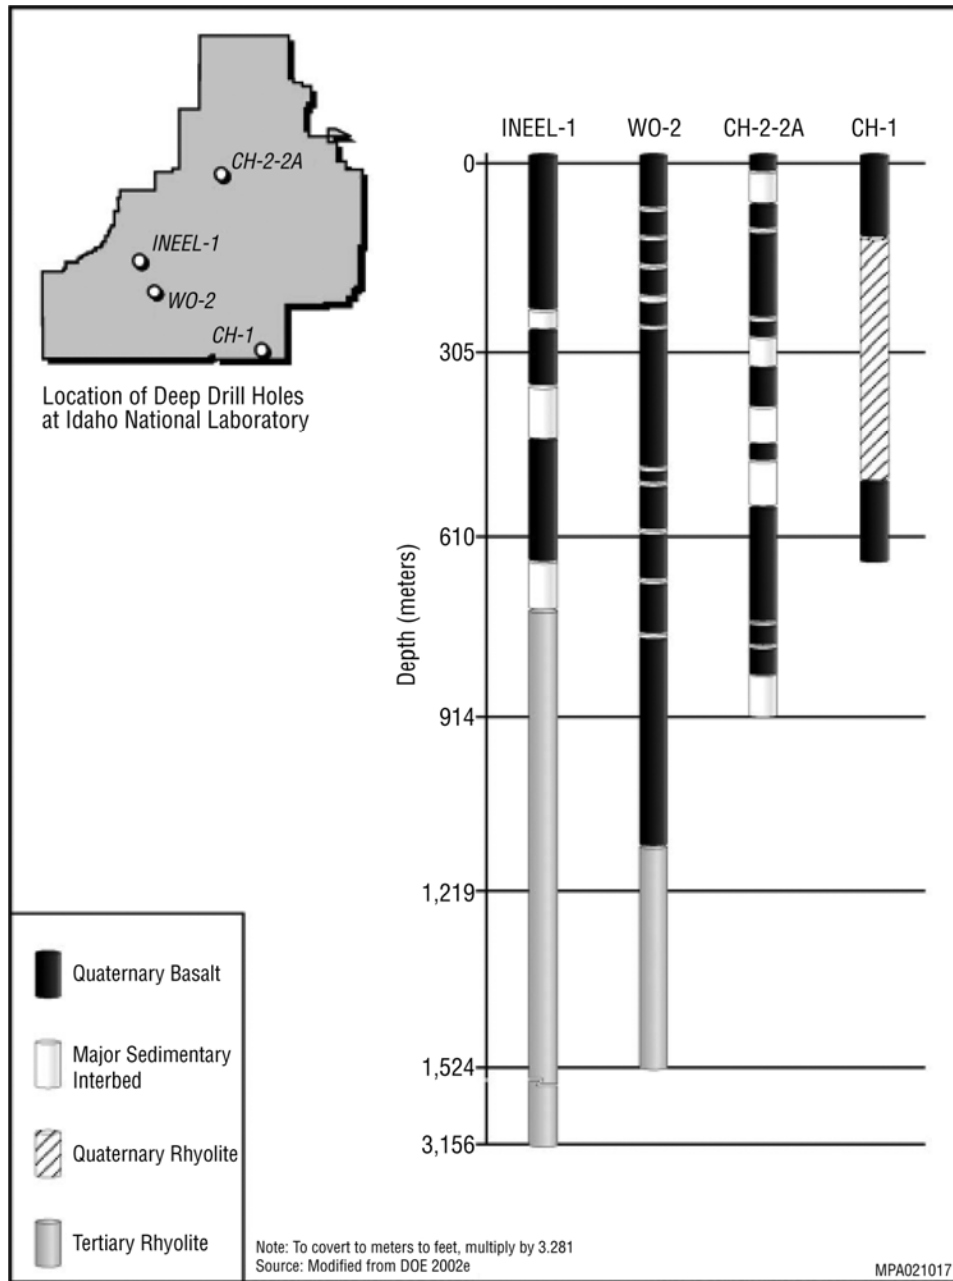 CH-2-2A
INEEL-1
WO-2
CH-1
Location of Deep Drill Holes
at Idaho National Laboratory
INEEL-1
WO-2
CH-2-2A
CH-1
0
305
610
914
1,219
1,524
3,156
Depth (meters)
Quaternary Basalt
Major Sedimentary
Interbed
Quaternary Rhyolite
Tertiary Rhyolite
Note: To covert to meters to feet, multiply by 3.281
Source: Modified from DOE 2002e
MPA021017